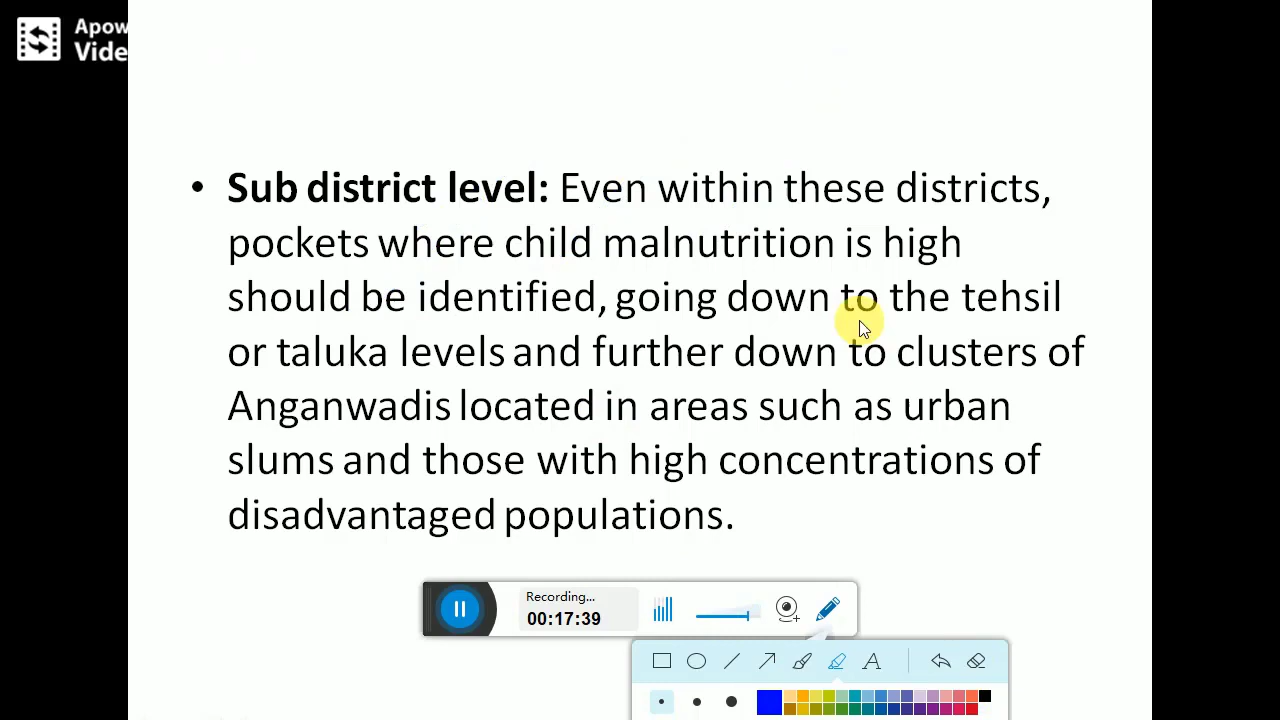 Apow
Vide
• Sub district level: Even within these districts,
pockets where child malnutrition is high
should be identified, going down to the tehsil
or taluka levels and further down to clusters of
Anganwadis located in areas such as urban
slums and those with high concentrations of
disadvantaged populations.
Recording...
00:17:39
A